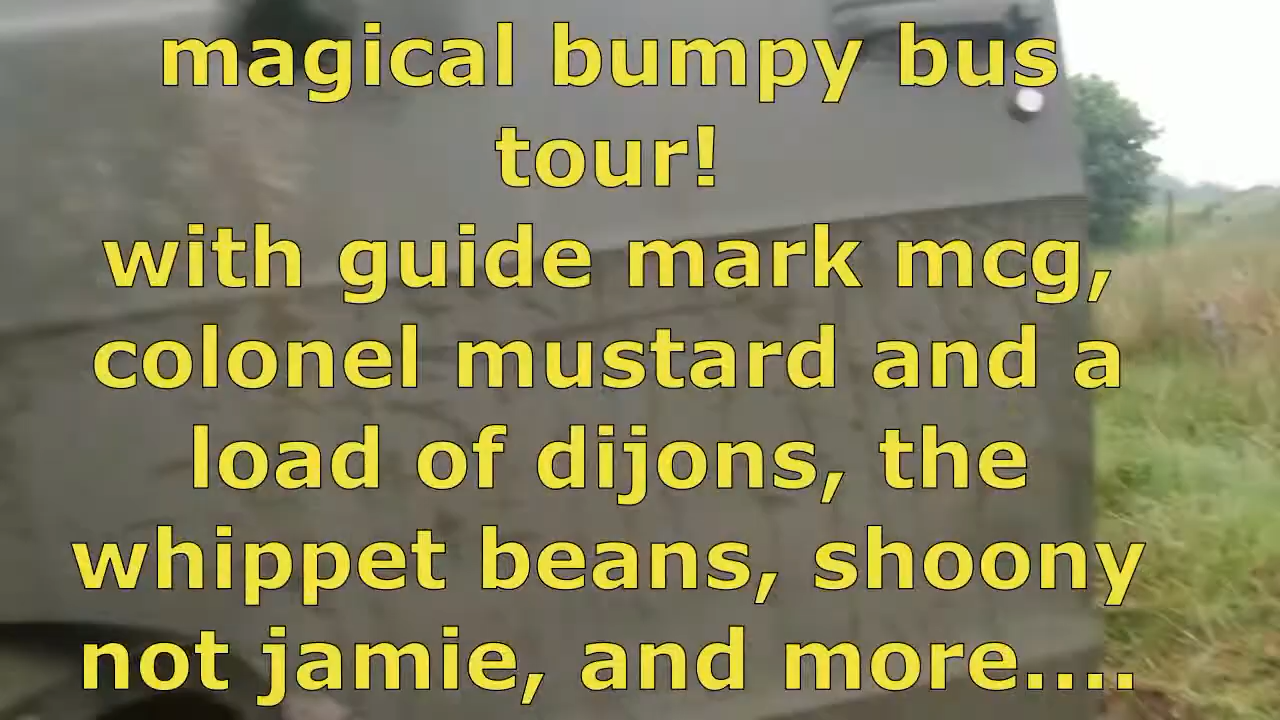 magical bumpy bus
tour!
with guide mark mcg,
colonel mustard and a
load of dijons, the
whippet beans, shoony
not jamie, and more....